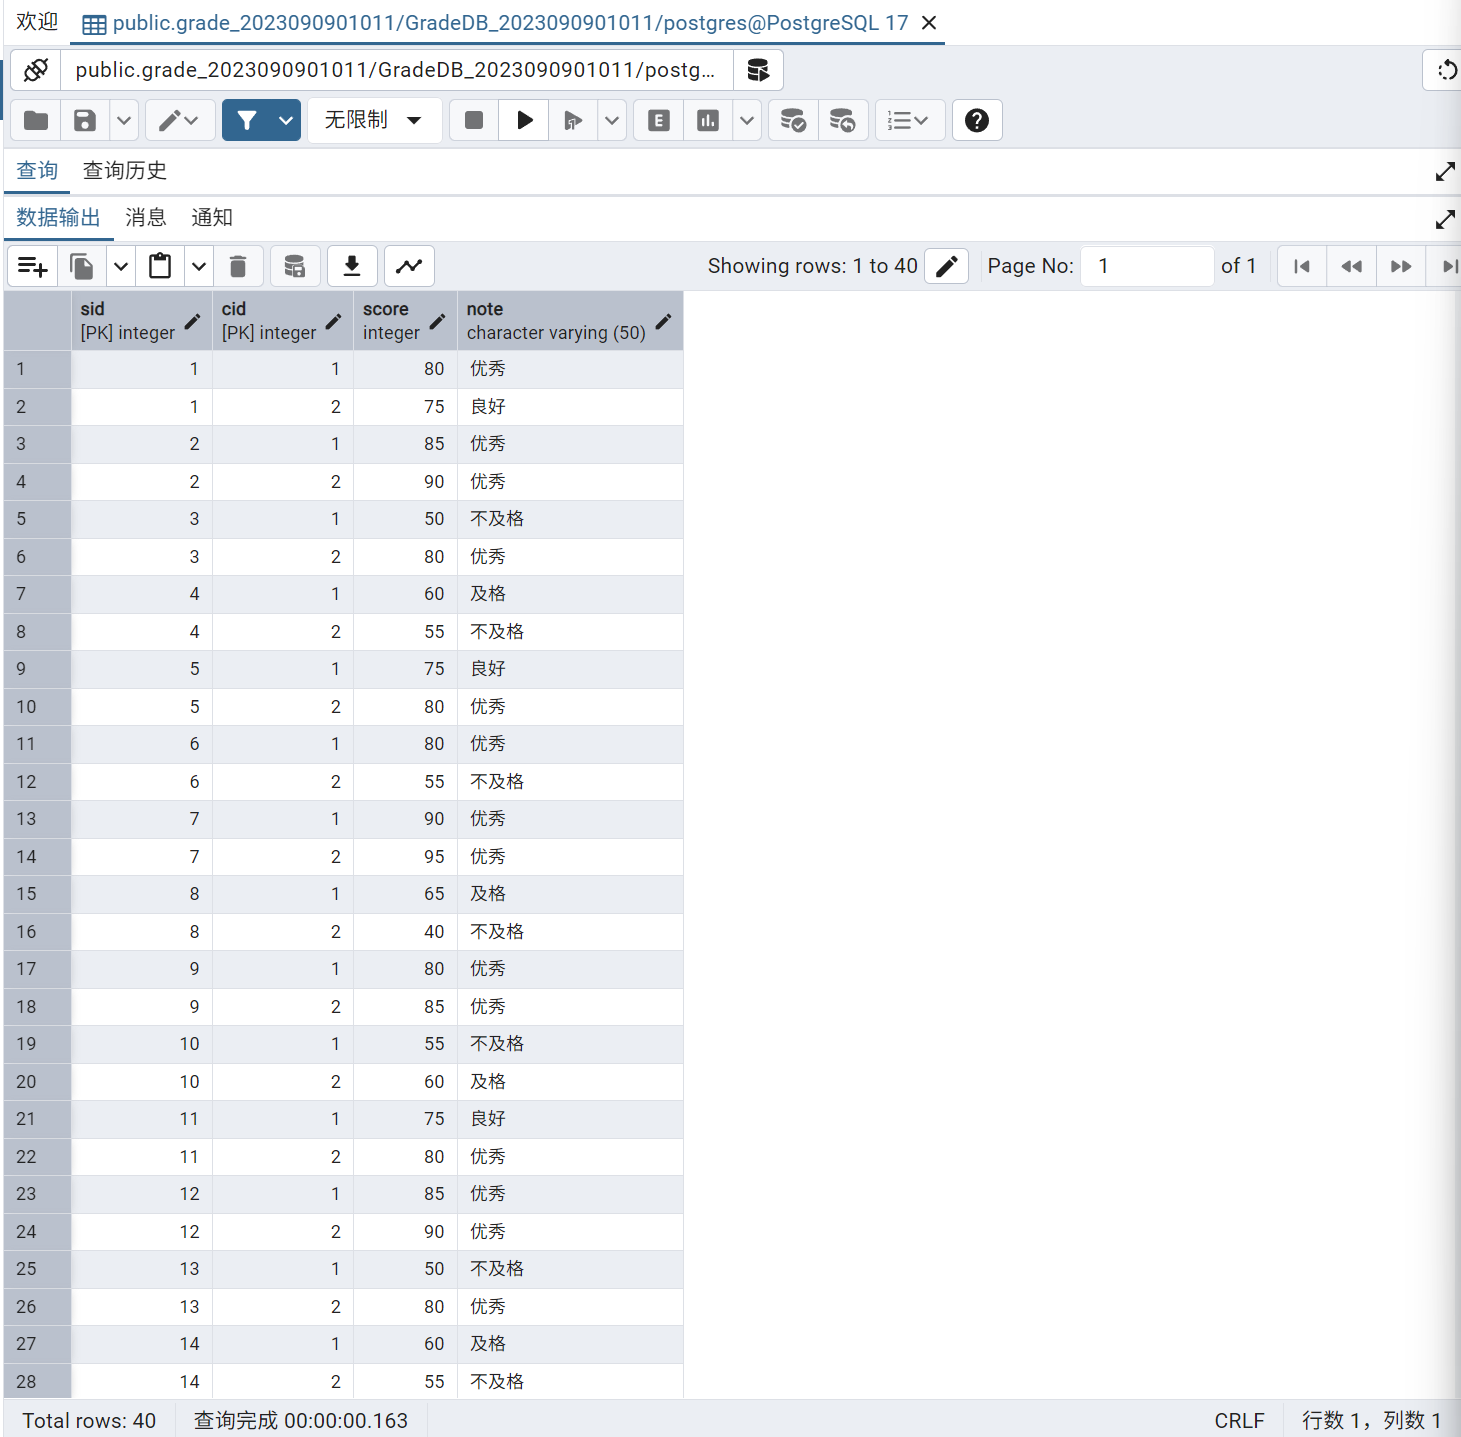 欢迎 public.grade_2023090901011/GradeDB_2023090901011/postgres@PostgreSQL 17
public.grade_2023090901011/GradeDB_2023090901011/postg...
无限制
查询 查询历史
数据输出 消息 通知
Showing rows: 1 to 40 Page No: 1 of 1
sid cid score note
[PK] integer [PK] integer integer character varying (50)
1 1 1 80 优秀
2 1 2 75 良好
3 2 1 85 优秀
4 2 2 90 优秀
5 3 1 50 不及格
6 3 2 80 优秀
7 4 1 60 及格
8 4 2 55 不及格
9 5 1 75 良好
10 5 2 80 优秀
11 6 1 80 优秀
12 6 2 55 不及格
13 7 1 90 优秀
14 7 2 95 优秀
15 8 1 65 及格
16 8 2 40 不及格
17 9 1 80 优秀
18 9 2 85 优秀
19 10 1 55 不及格
20 10 2 60 及格
21 11 1 75 良好
22 11 2 80 优秀
23 12 1 85 优秀
24 12 2 90 优秀
25 13 1 50 不及格
26 13 2 80 优秀
27 14 1 60 及格
28 14 2 55 不及格
Total rows: 40 查询完成 00:00:00.163 CRLF 行数 1，列数 1